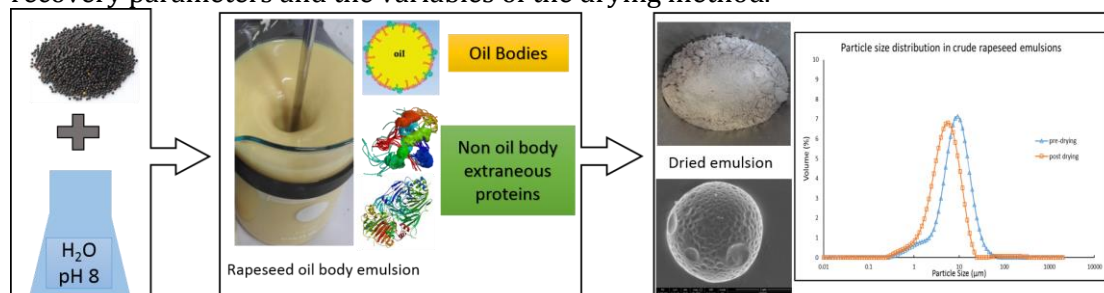 recovery parameters and the variables of the drying method.
H₂O
pH 8
oil
Oil Bodies
Non oil body
extraneous
proteins
Rapeseed oil body emulsion
Dried emulsion
Particle size distribution in crude rapeseed emulsions
Volume (%)
10
9
8
7
6
5
4
3
2
1
0
0.01
0.1
1
10
100
1000
10000
Particle Size (µm)
pre-drying
post drying